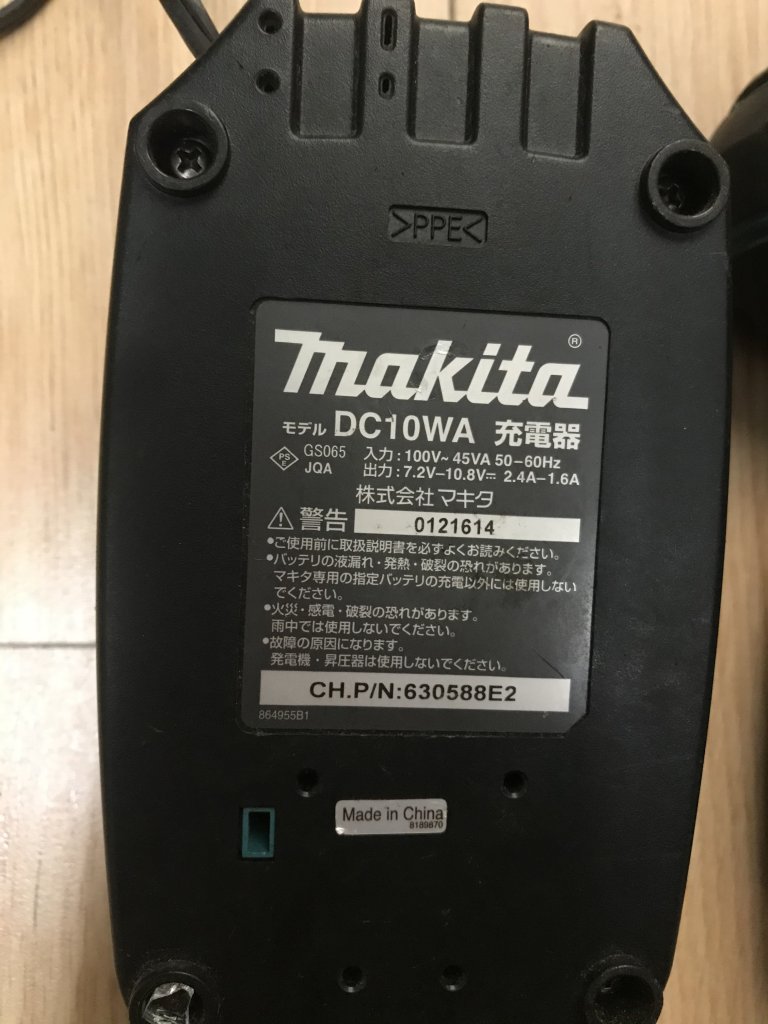 >PPE<
makita®
モデル DC10WA 充電器
PS
E
GS065
JQA
入力:100V~ 45VA 50-60Hz
出力:7.2V-10.8V⎓ 2.4A-1.6A
株式会社マキタ
⚠警告 0121614
●ご使用前に取扱説明書を必ずよくお読みください。
●バッテリの液漏れ・発熱・破裂の恐れがあります。
マキタ専用の指定バッテリの充電以外には使用しない
でください。
●火災・感電・破裂の恐れがあります。
雨中では使用しないでください。
●故障の原因になります。
発電機・昇圧器は使用しないでください。
CH.P/N:630588E2
864955B1
Made in China
8189870